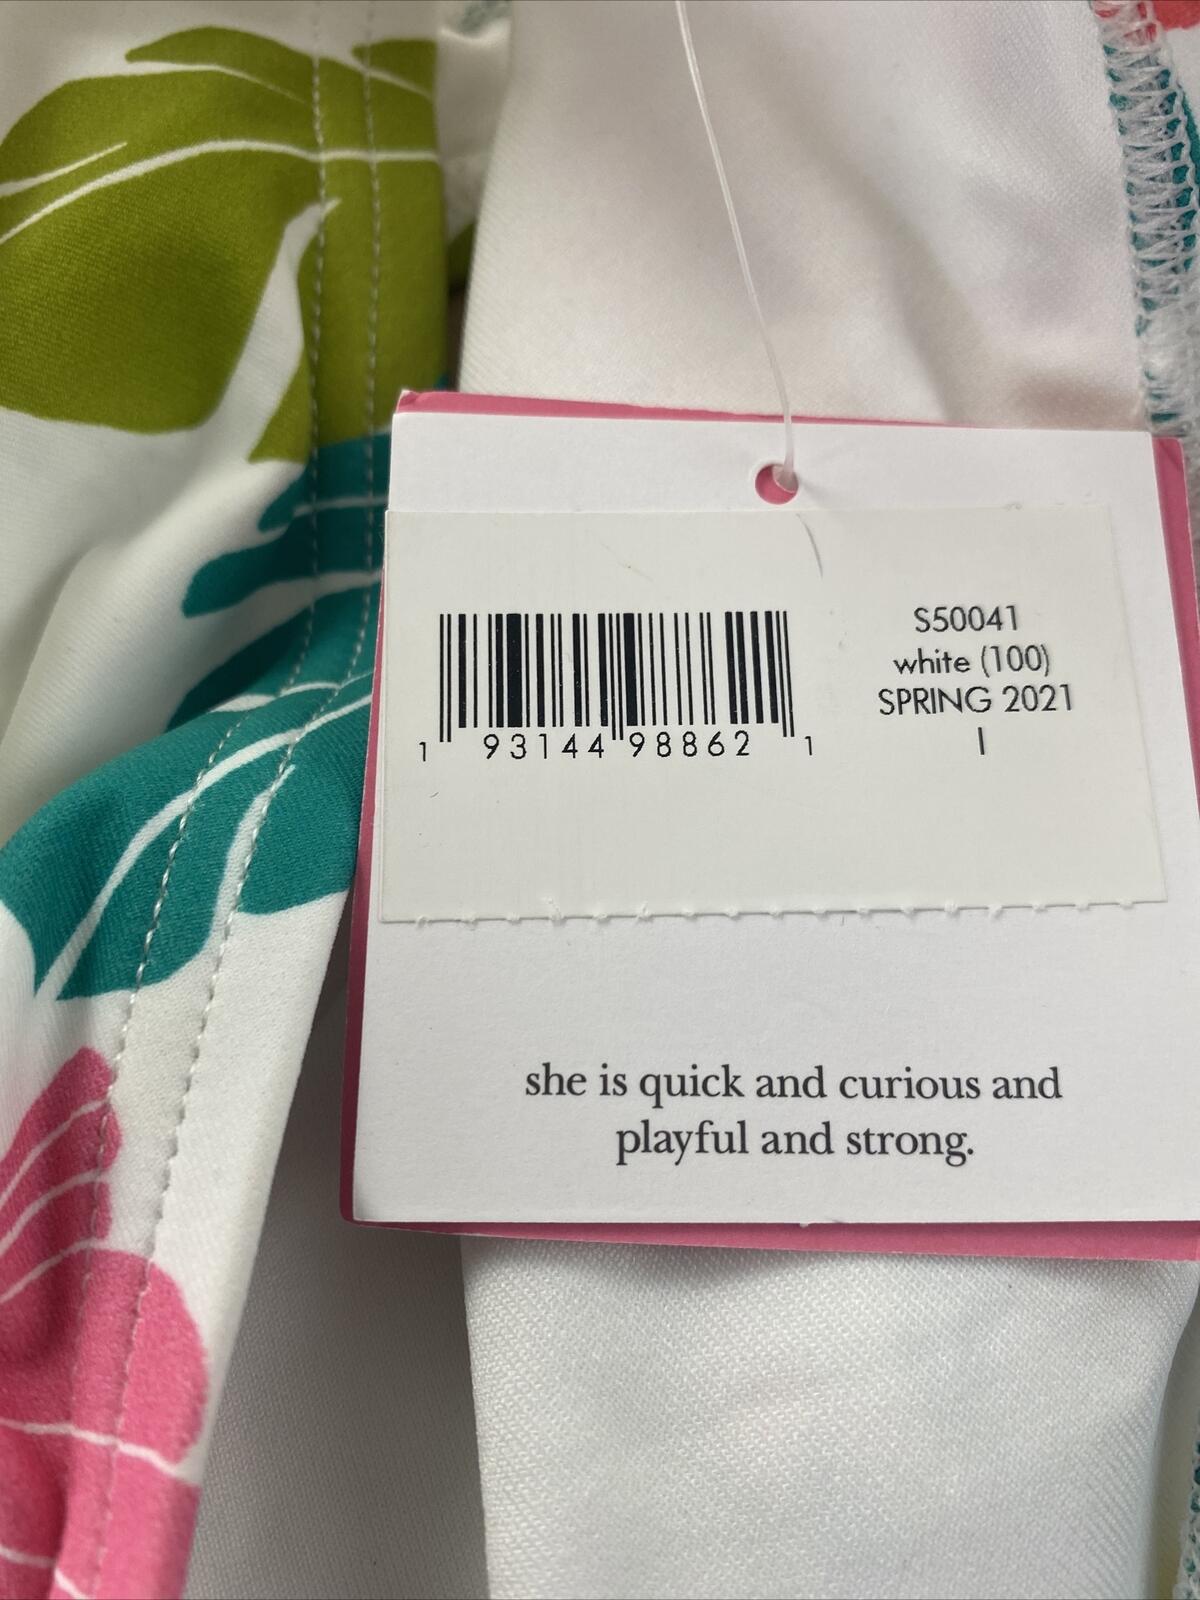 S50041
white (100)
SPRING 2021
I
1 93144 98862 1
she is quick and curious and
playful and strong.